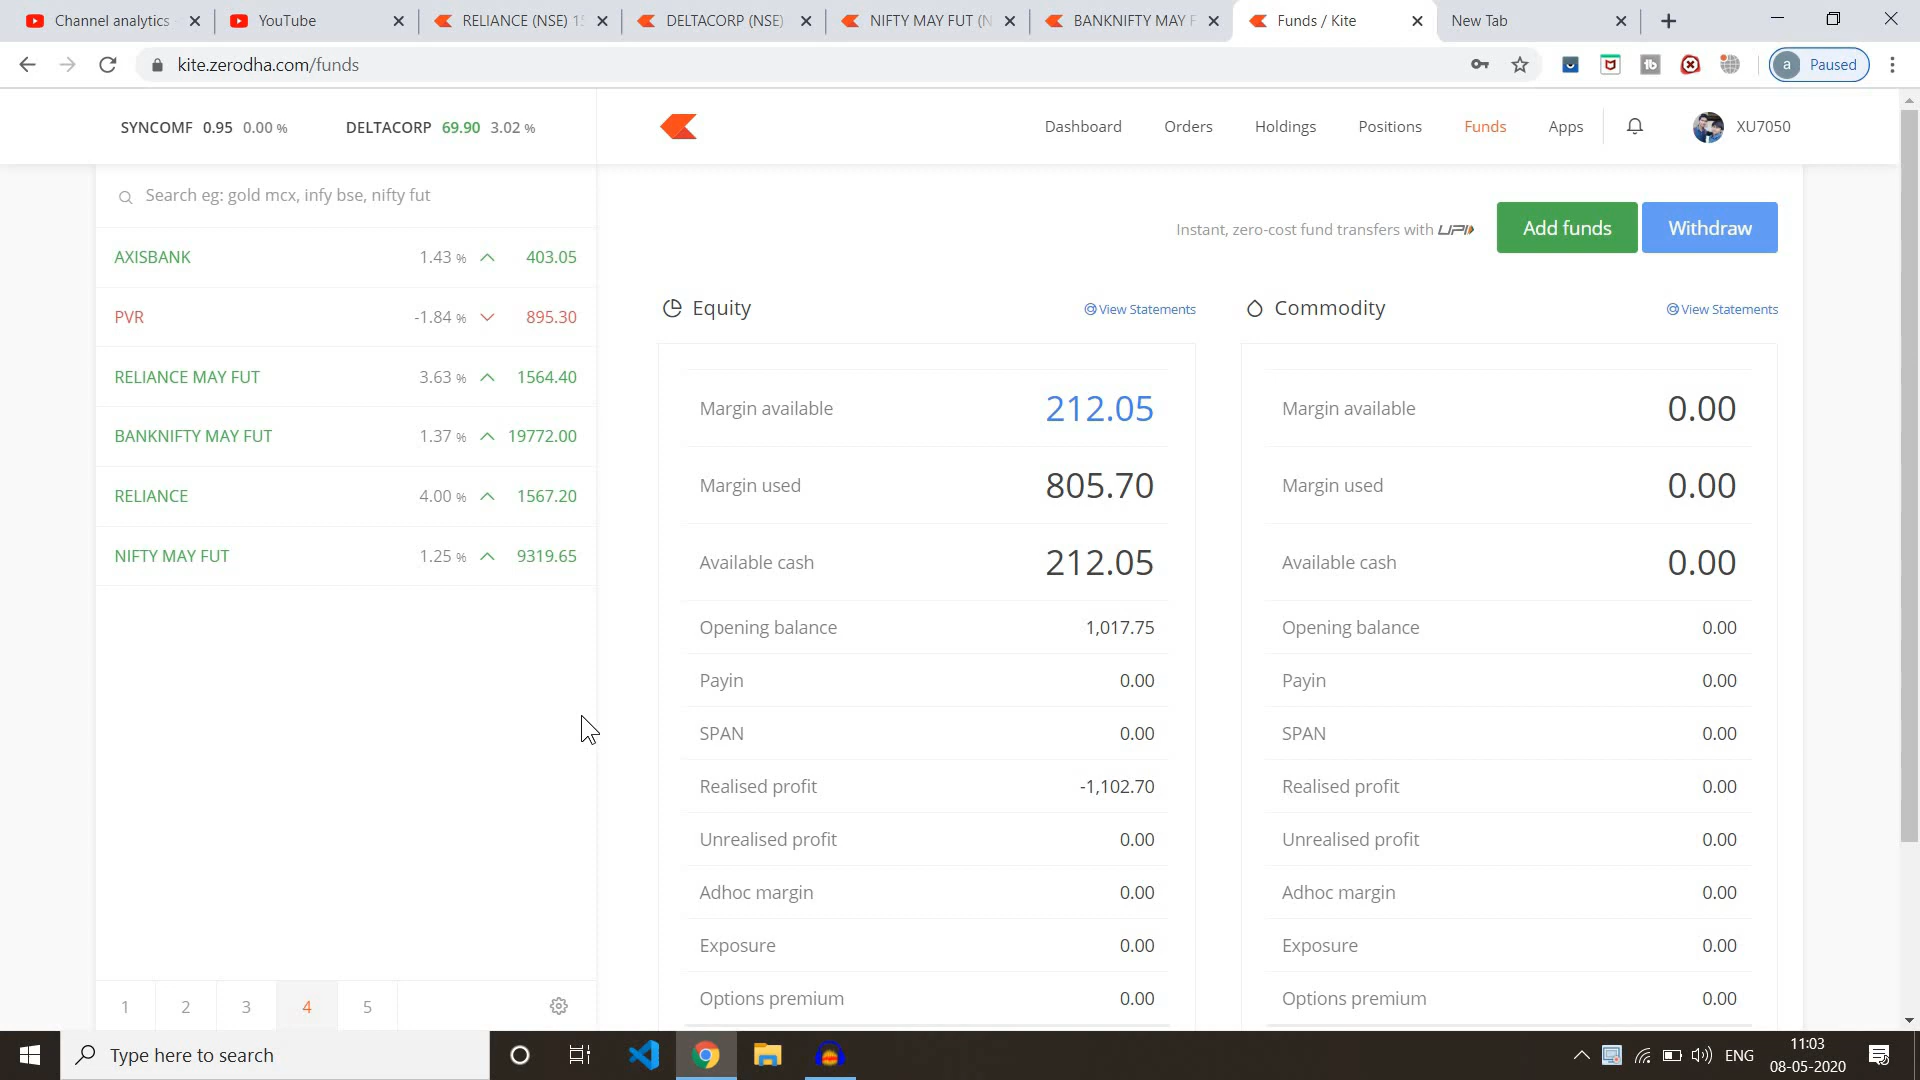 Channel analytics
YouTube
RELIANCE (NSE) 15
DELTACORP (NSE)
NIFTY MAY FUT (N
BANKNIFTY MAY F
Funds / Kite
New Tab
kite.zerodha.com/funds
Paused
SYNCOMF 0.95 0.00 %
DELTACORP 69.90 3.02 %
Dashboard
Orders
Holdings
Positions
Funds
Apps
XU7050
Search eg: gold mcx, infy bse, nifty fut
AXISBANK 1.43 % 403.05
PVR -1.84 % 895.30
RELIANCE MAY FUT 3.63 % 1564.40
BANKNIFTY MAY FUT 1.37 % 19772.00
RELIANCE 4.00 % 1567.20
NIFTY MAY FUT 1.25 % 9319.65
1 2 3 4 5
Instant, zero-cost fund transfers with UPI
Add funds
Withdraw
Equity
View Statements
Margin available 212.05
Margin used 805.70
Available cash 212.05
Opening balance 1,017.75
Payin 0.00
SPAN 0.00
Realised profit -1,102.70
Unrealised profit 0.00
Adhoc margin 0.00
Exposure 0.00
Options premium 0.00
Commodity
View Statements
Margin available 0.00
Margin used 0.00
Available cash 0.00
Opening balance 0.00
Payin 0.00
SPAN 0.00
Realised profit 0.00
Unrealised profit 0.00
Adhoc margin 0.00
Exposure 0.00
Options premium 0.00
Type here to search
ENG
11:03
08-05-2020